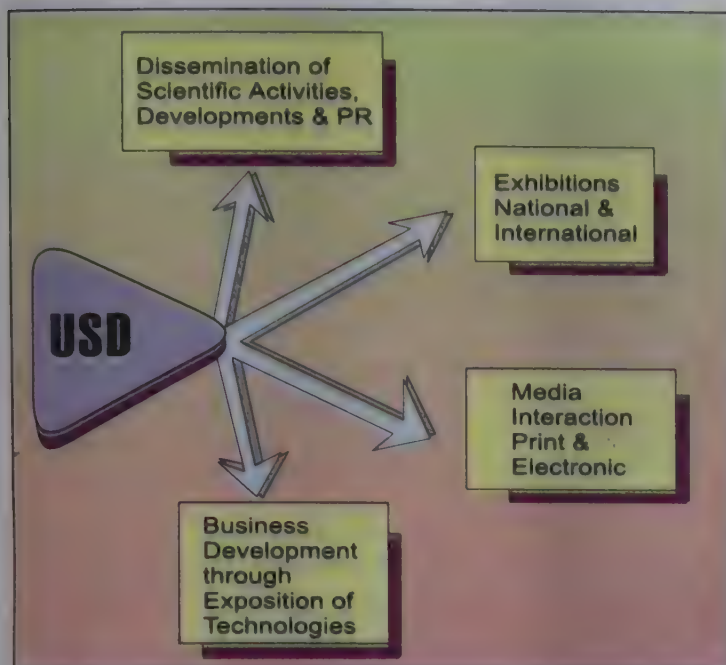 Dissemination of
Scientific Activities,
Developments & PR
Exhibitions
National &
International
USD
Media
Interaction
Print &
Electronic
Business
Development
through
Exposition of
Technologies